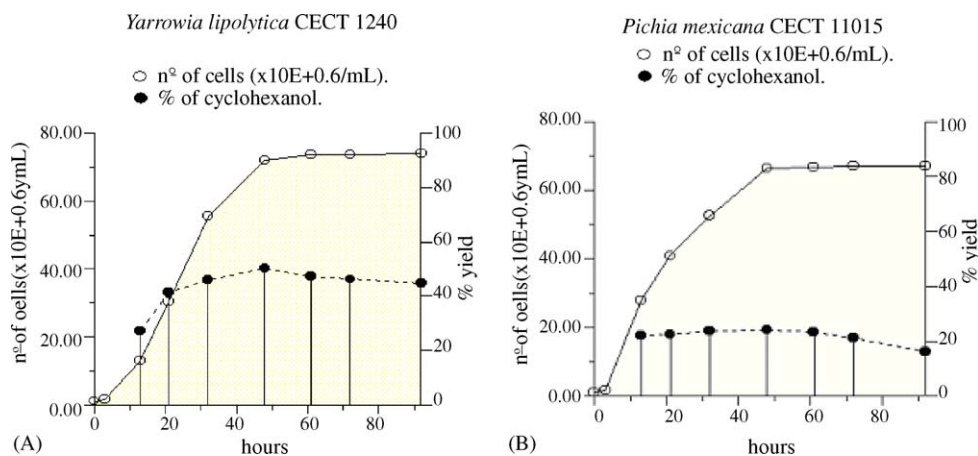 Yarrowia lipolytica CECT 1240
nº of cells (x10E+0.6/mL).
% of cyclohexanol.
80.00
60.00
40.00
20.00
0.00
nº of oells(x10E+0.6ymL)
100
80
60
40
20
0
% yield
0
20
40
60
80
hours
(A)
Pichia mexicana CECT 11015
nº of cells (x10E+0.6/mL).
% of cyclohexanol.
80.00
60.00
40.00
20.00
0.00
nº of oells(x10E+0.6ymL)
100
80
60
40
20
0
% yield
0
20
40
60
80
hours
(B)